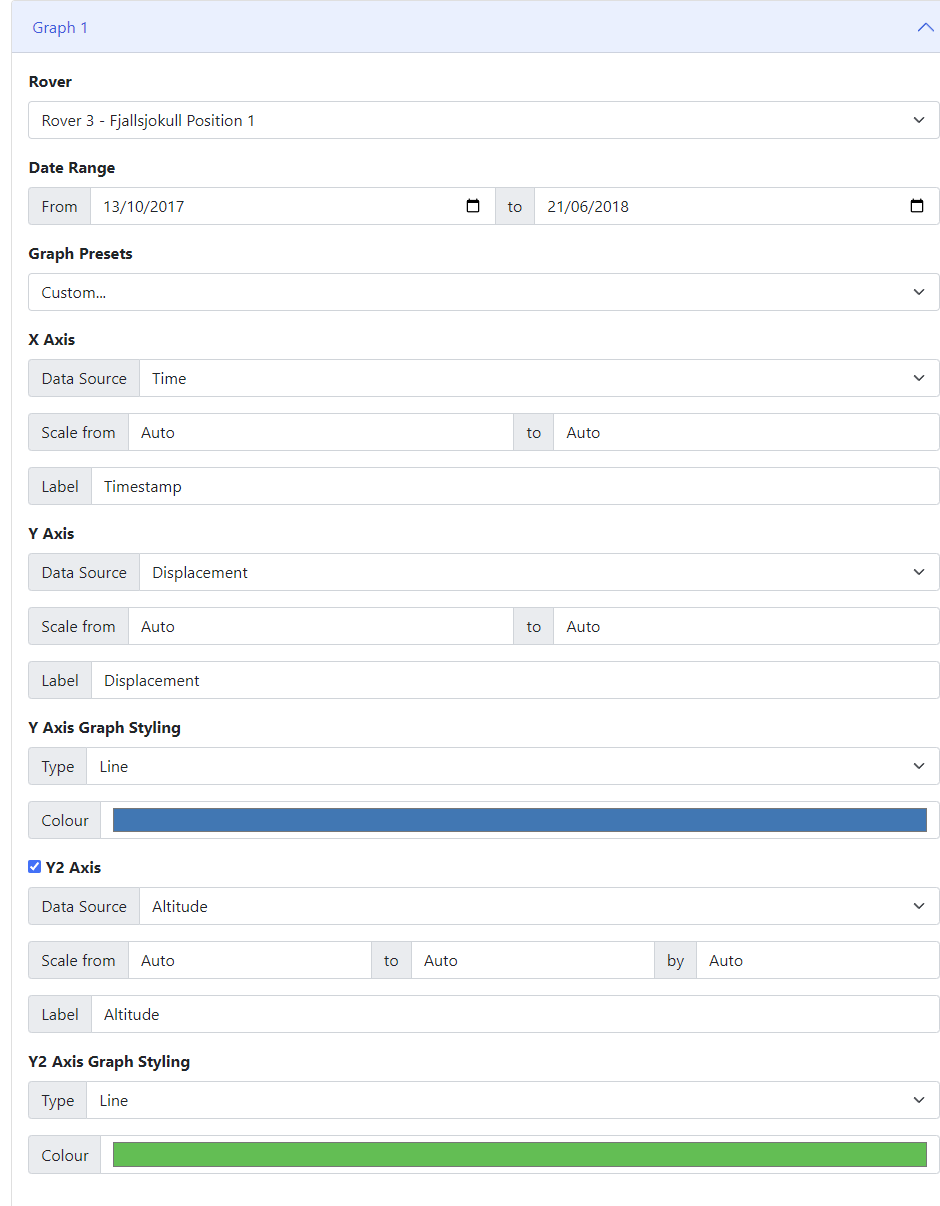 Graph 1
Rover
Rover 3 - Fjallsjokull Position 1
Date Range
From 13/10/2017 to 21/06/2018
Graph Presets
Custom...
X Axis
Data Source Time
Scale from Auto to Auto
Label Timestamp
Y Axis
Data Source Displacement
Scale from Auto to Auto
Label Displacement
Y Axis Graph Styling
Type Line
Colour
Y2 Axis
Data Source Altitude
Scale from Auto to Auto by Auto
Label Altitude
Y2 Axis Graph Styling
Type Line
Colour